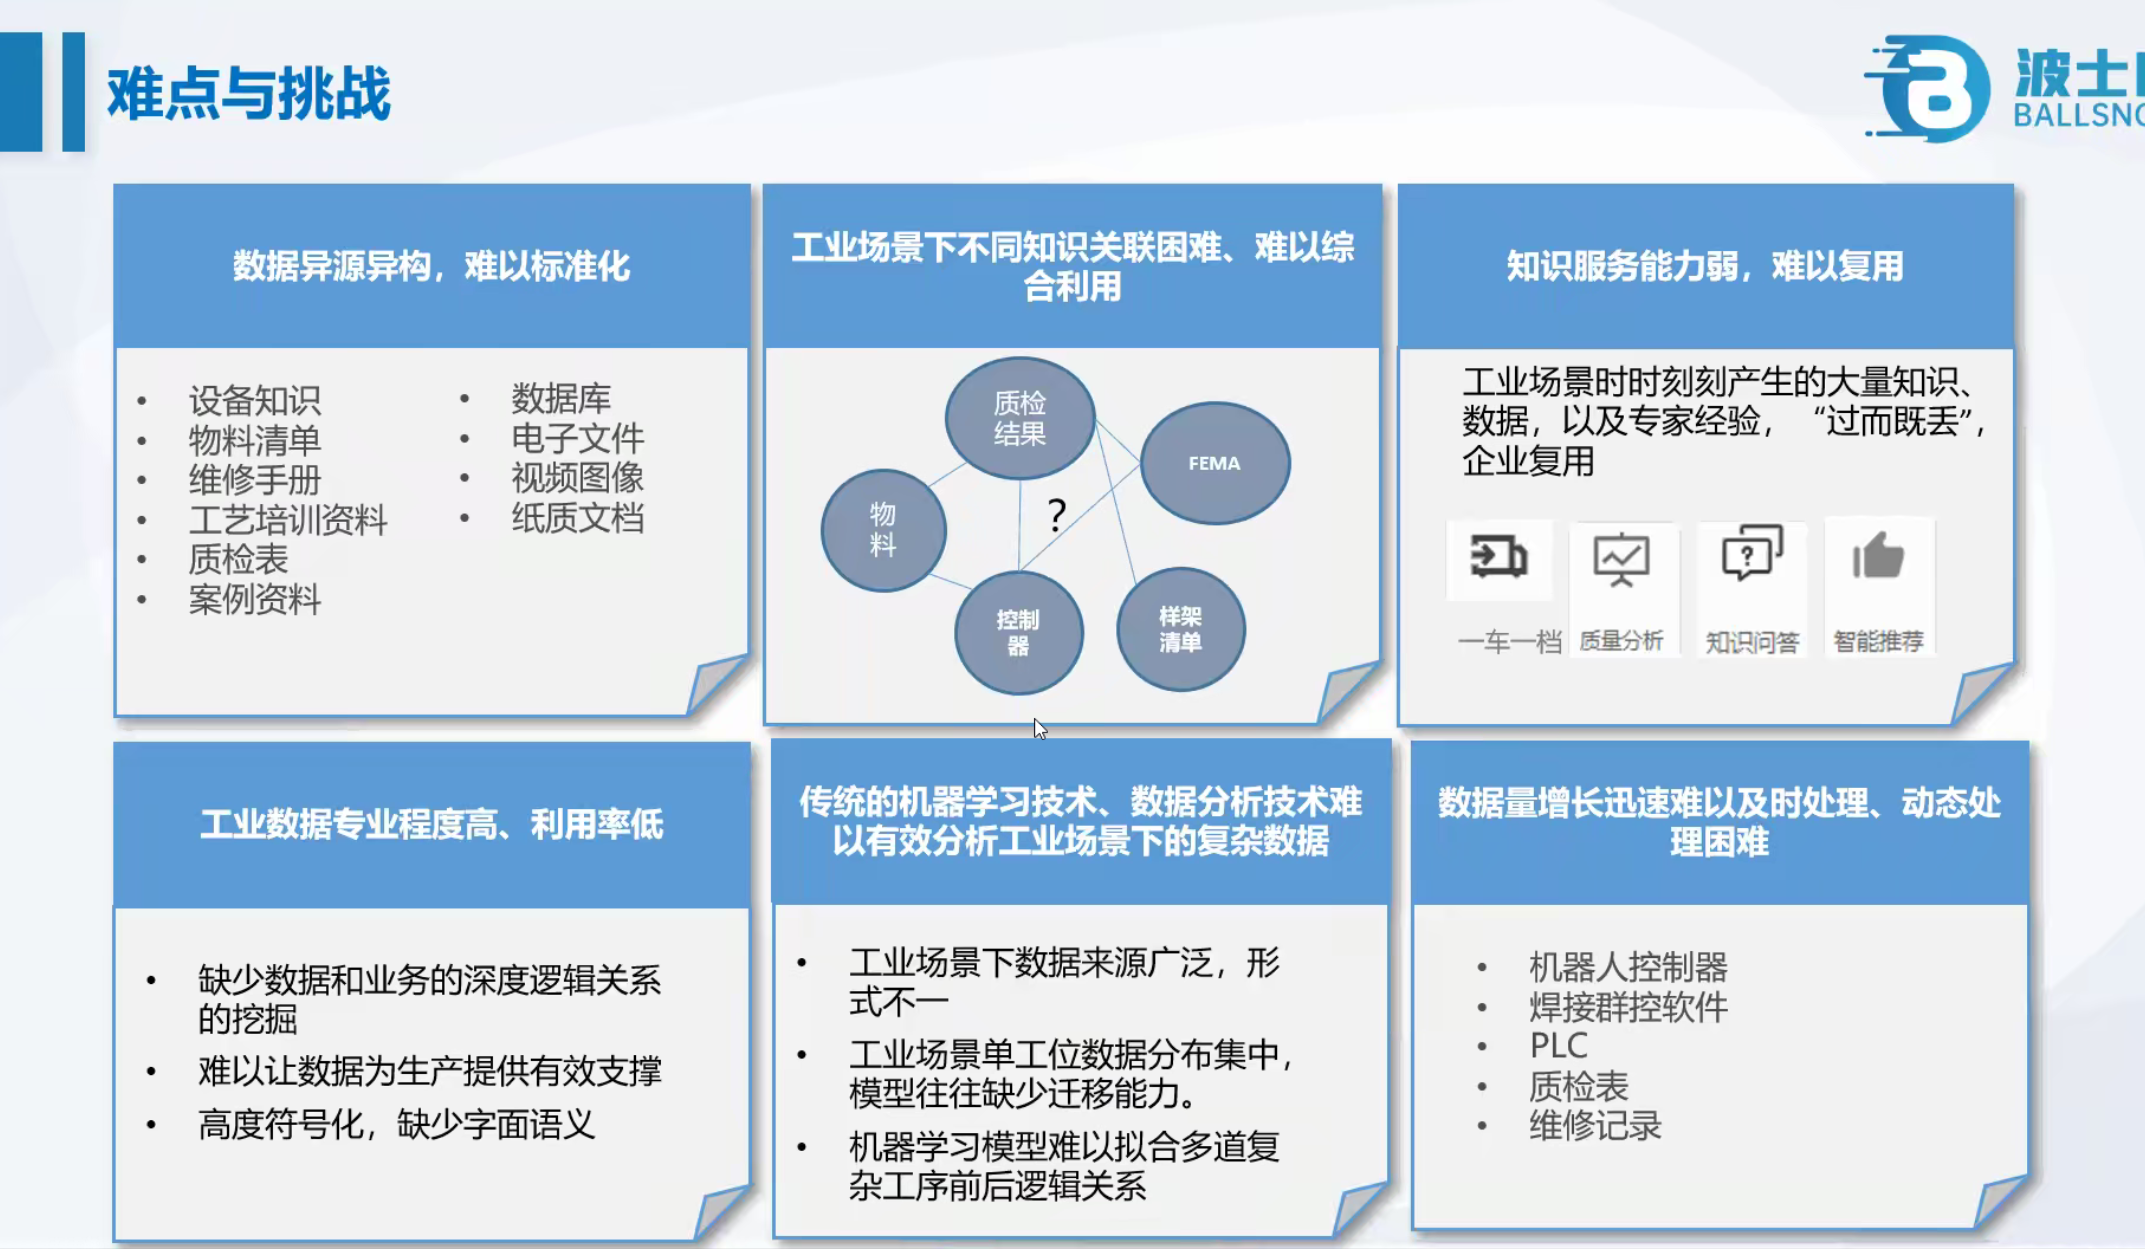 难点与挑战
波士
BALLSNO
数据异源异构，难以标准化
• 设备知识
• 物料清单
• 维修手册
• 工艺培训资料
• 质检表
• 案例资料
• 数据库
• 电子文件
• 视频图像
• 纸质文档
工业场景下不同知识关联困难、难以综
合利用
质检
结果
FEMA
物
料
?
控制
器
样架
清单
知识服务能力弱，难以复用
工业场景时时刻刻产生的大量知识、
数据，以及专家经验，“过而既丢”，
企业复用
一车一档
质量分析
知识问答
智能推荐
工业数据专业程度高、利用率低
• 缺少数据和业务的深度逻辑关系
的挖掘
• 难以让数据为生产提供有效支撑
• 高度符号化，缺少字面语义
传统的机器学习技术、数据分析技术难
以有效分析工业场景下的复杂数据
• 工业场景下数据来源广泛，形
式不一
• 工业场景单工位数据分布集中，
模型往往缺少迁移能力。
• 机器学习模型难以拟合多道复
杂工序前后逻辑关系
数据量增长迅速难以及时处理、动态处
理困难
• 机器人控制器
• 焊接群控软件
• PLC
• 质检表
• 维修记录